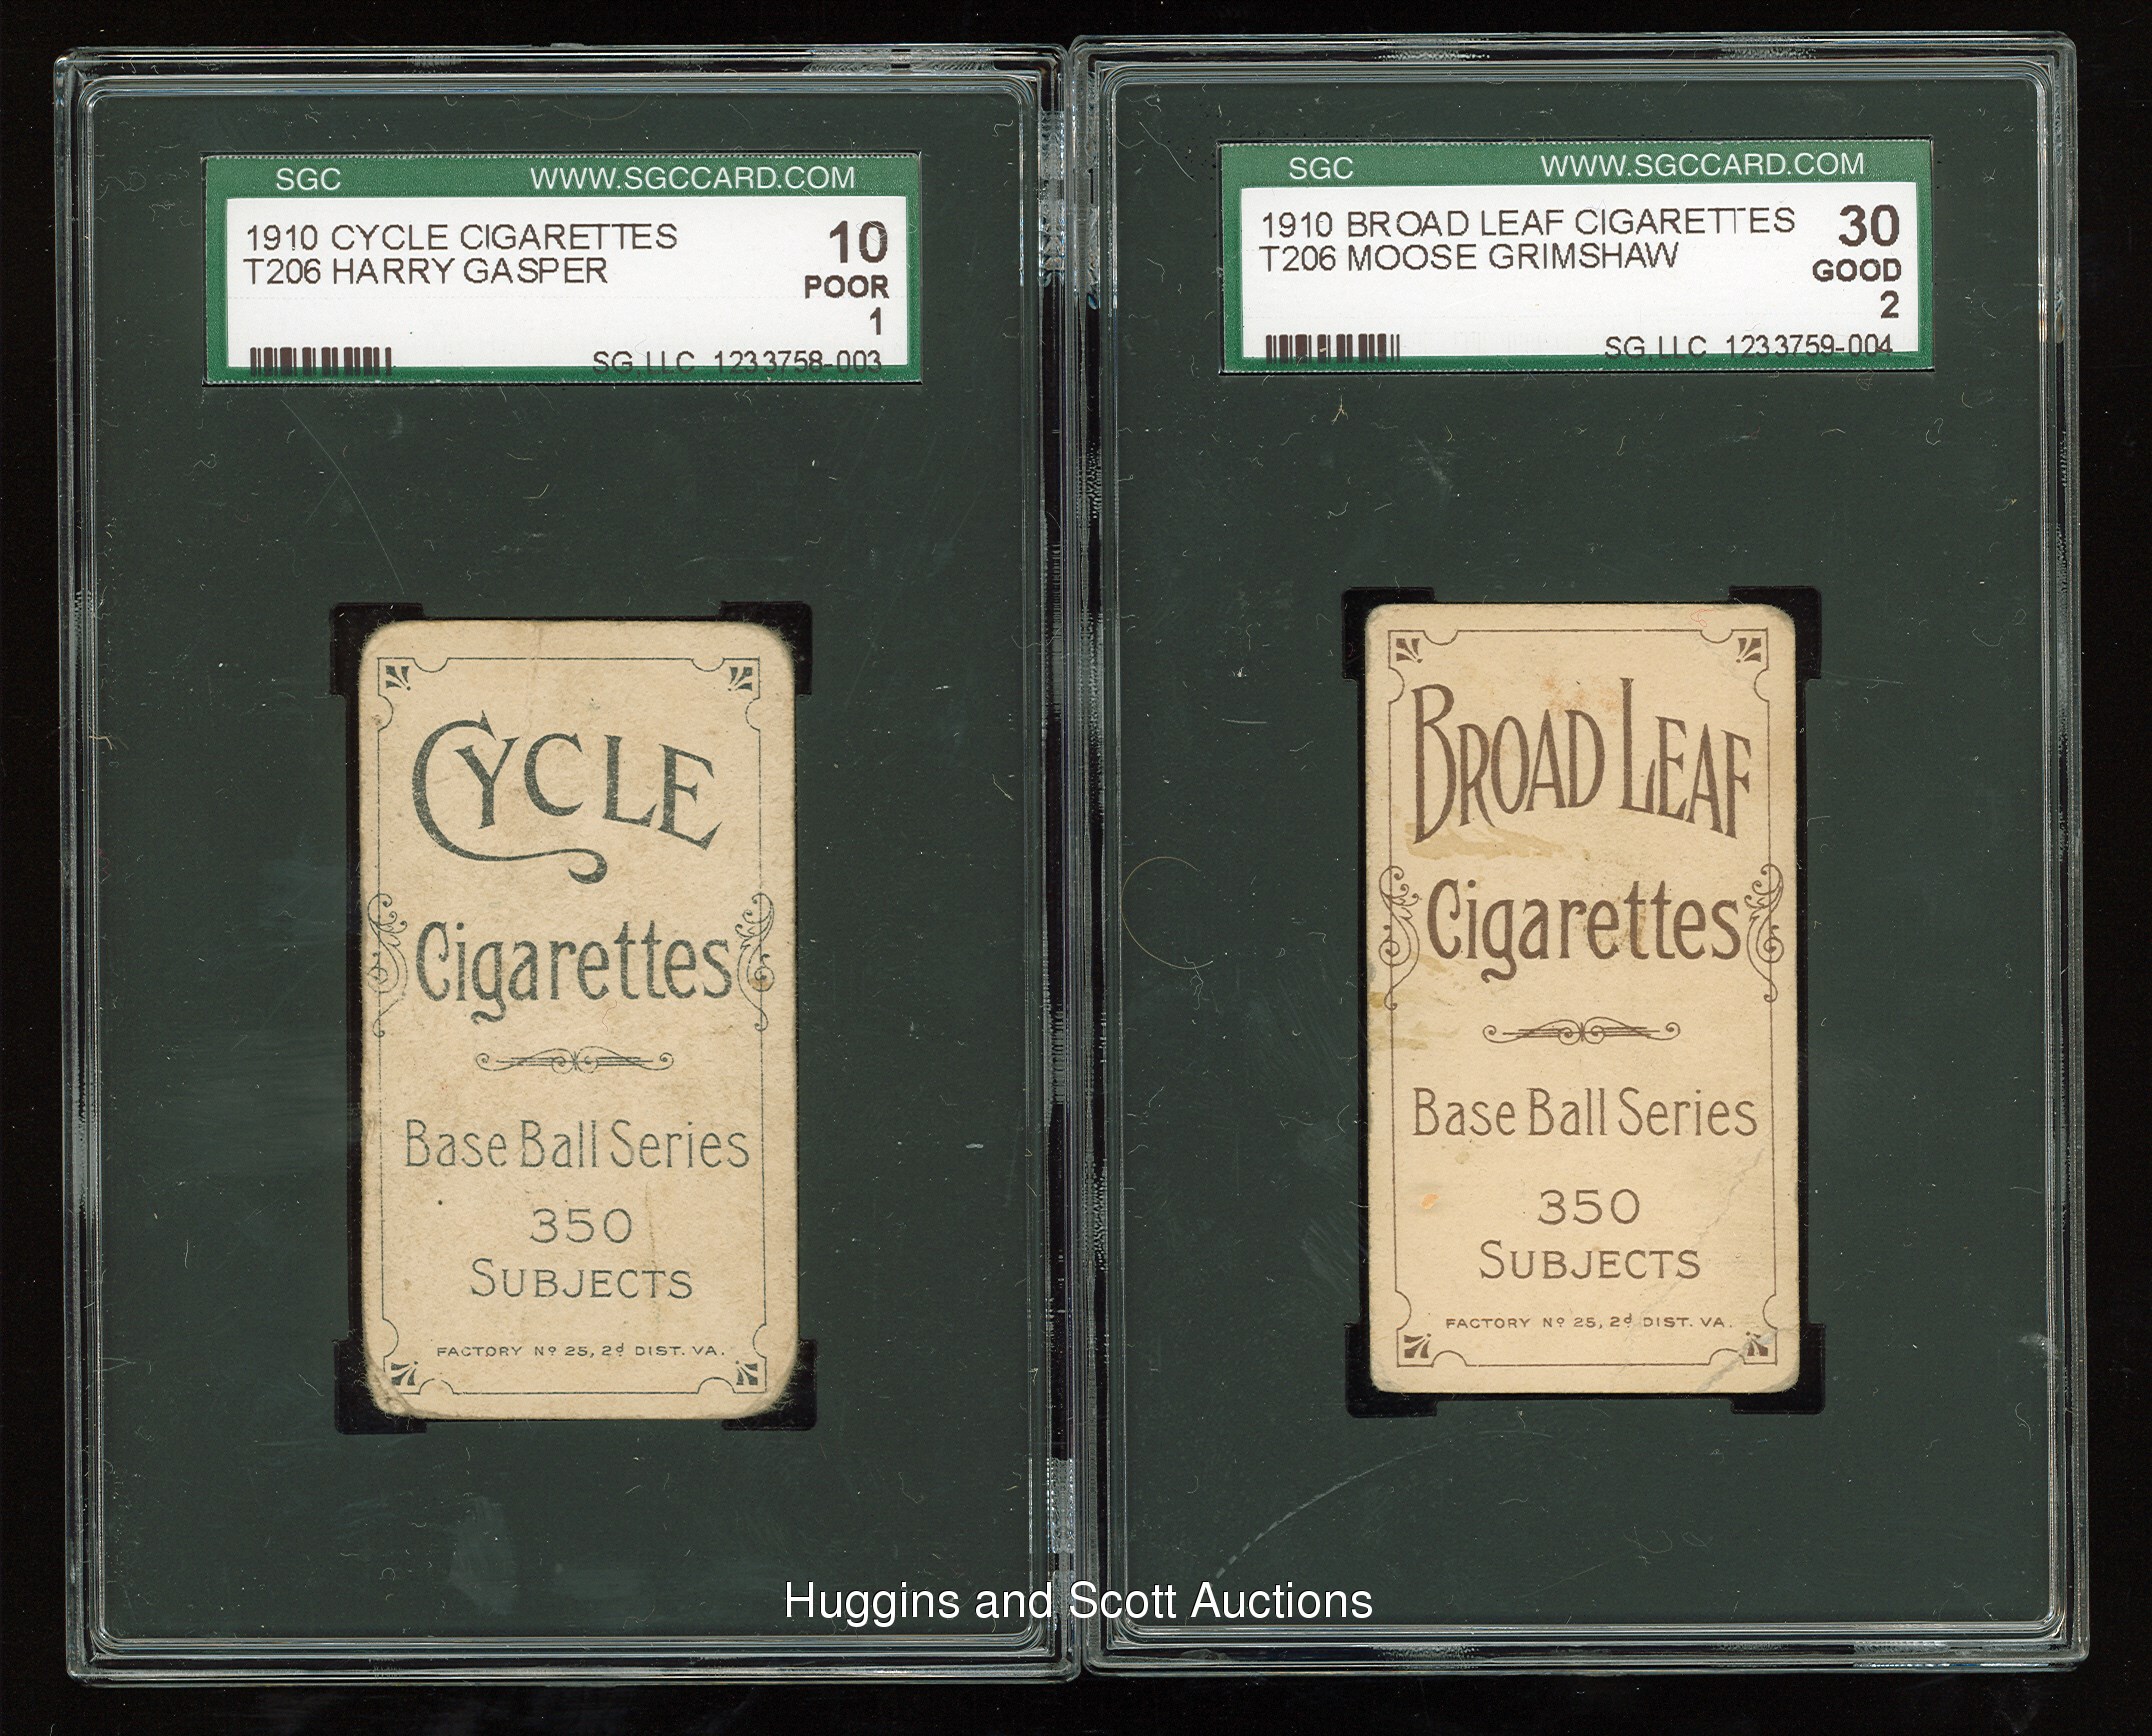 SGC WWW.SGCCARD.COM
1910 CYCLE CIGARETTES 10
T206 HARRY GASPER POOR
1
SG,LLC 1233758-003
CYCLE
Cigarettes
Base Ball Series
350
SUBJECTS
FACTORY Nº 25, 2d DIST. VA.
SGC WWW.SGCCARD.COM
1910 BROAD LEAF CIGARETTES 30
T206 MOOSE GRIMSHAW GOOD
2
SG LLC 1233759-004
BROAD LEAF
Cigarettes
Base Ball Series
350
SUBJECTS
FACTORY Nº 25, 2d DIST. VA.
Huggins and Scott Auctions